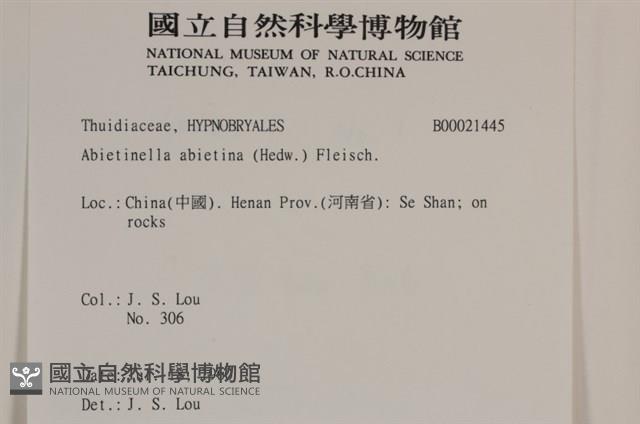 國立自然科學博物館
NATIONAL MUSEUM OF NATURAL SCIENCE
TAICHUNG, TAIWAN, R.O.CHINA
Thuidiaceae, HYPNOBRYALES B00021445
Abietinella abietina (Hedw.) Fleisch.
Loc.: China(中國). Henan Prov.(河南省): Se Shan; on
rocks
Col.: J. S. Lou
No. 306
國立自然科學博物館
NATIONAL MUSEUM OF NATURAL SCIENCE
Det.: J. S. Lou